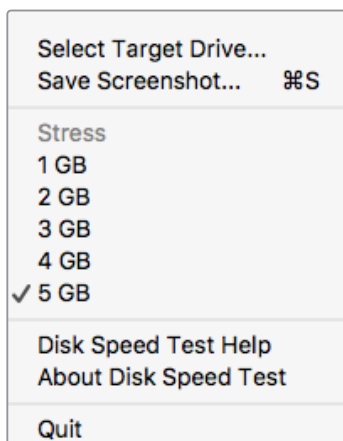 Select Target Drive...
Save Screenshot... ⌘S
Stress
1 GB
2 GB
3 GB
4 GB
✓ 5 GB
Disk Speed Test Help
About Disk Speed Test
Quit